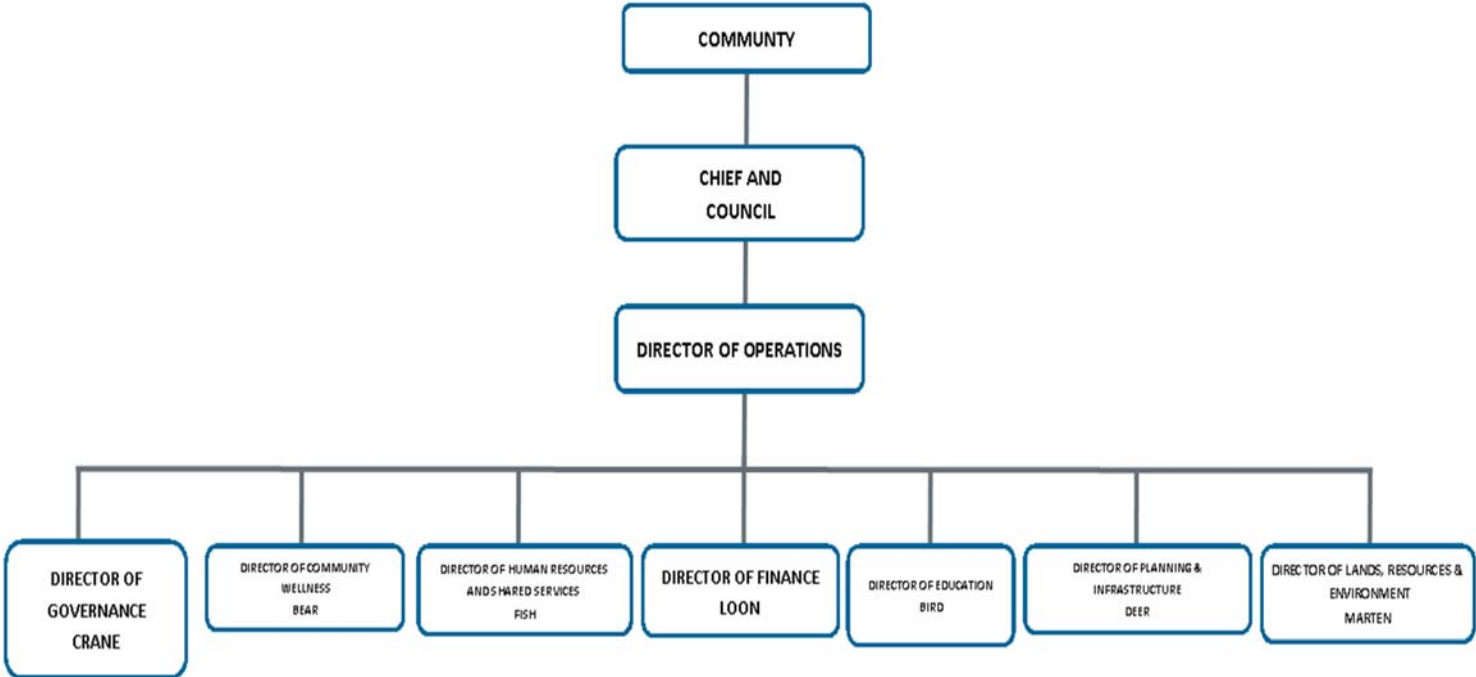 COMMUNTY
CHIEF AND
COUNCIL
DIRECTOR OF OPERATIONS
DIRECTOR OF
GOVERNANCE
CRANE
DIRECTOR OF COMMUNITY
WELLNESS
BEAR
DIRECTOR OF HUMAN RESOURCES
AND SHARED SERVICES
FISH
DIRECTOR OF FINANCE
LOON
DIRECTOR OF EDUCATION
BIRD
DIRECTOR OF PLANNING &
INFRASTRUCTURE
DEER
DIRECTOR OF LANDS, RESOURCES &
ENVIRONMENT
MARTEN